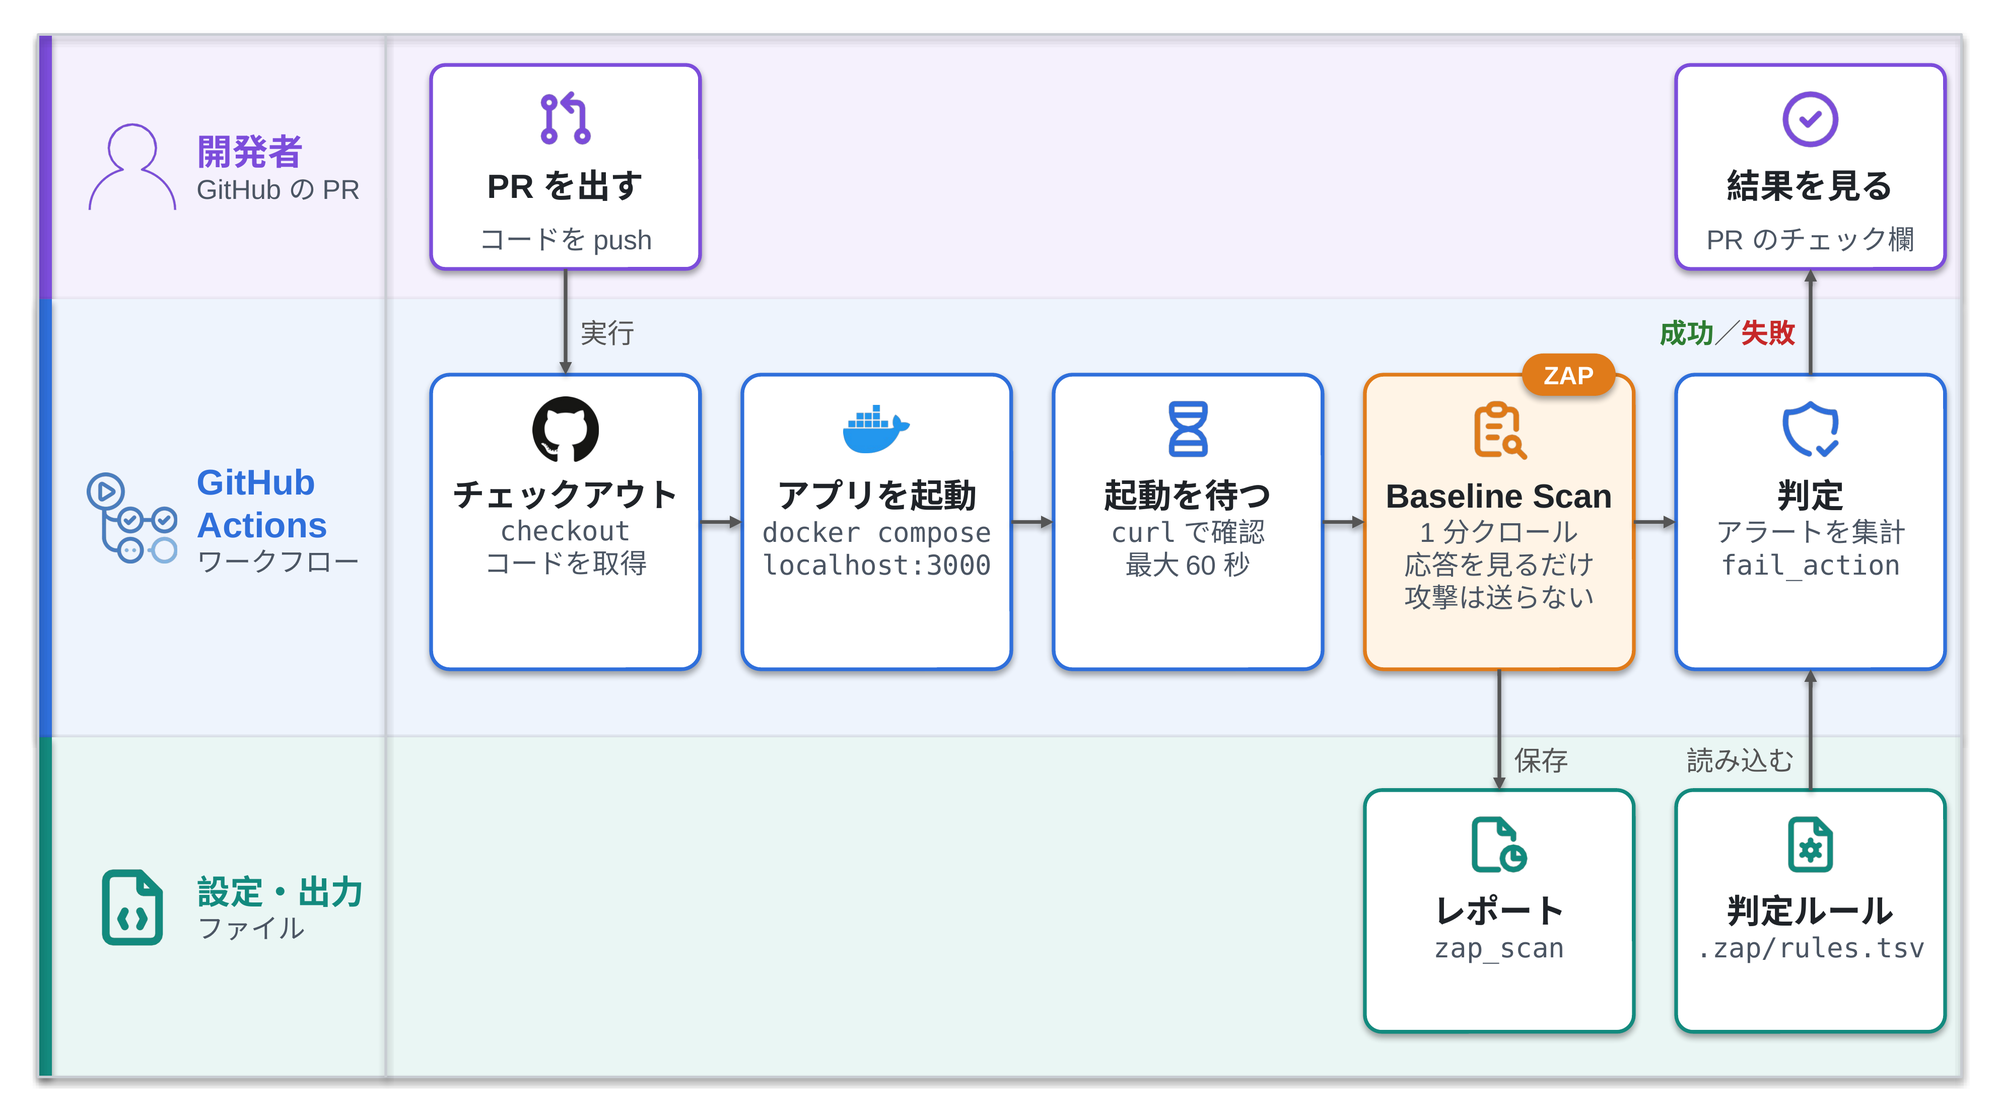 開発者
GitHub の PR
PR を出す
コードを push
結果を見る
PR のチェック欄
実行
成功／失敗
GitHub
Actions
ワークフロー
チェックアウト
checkout
コードを取得
アプリを起動
docker compose
localhost:3000
起動を待つ
curl で確認
最大 60 秒
ZAP
Baseline Scan
1 分クロール
応答を見るだけ
攻撃は送らない
判定
アラートを集計
fail_action
保存
読み込む
設定・出力
ファイル
レポート
zap_scan
判定ルール
.zap/rules.tsv